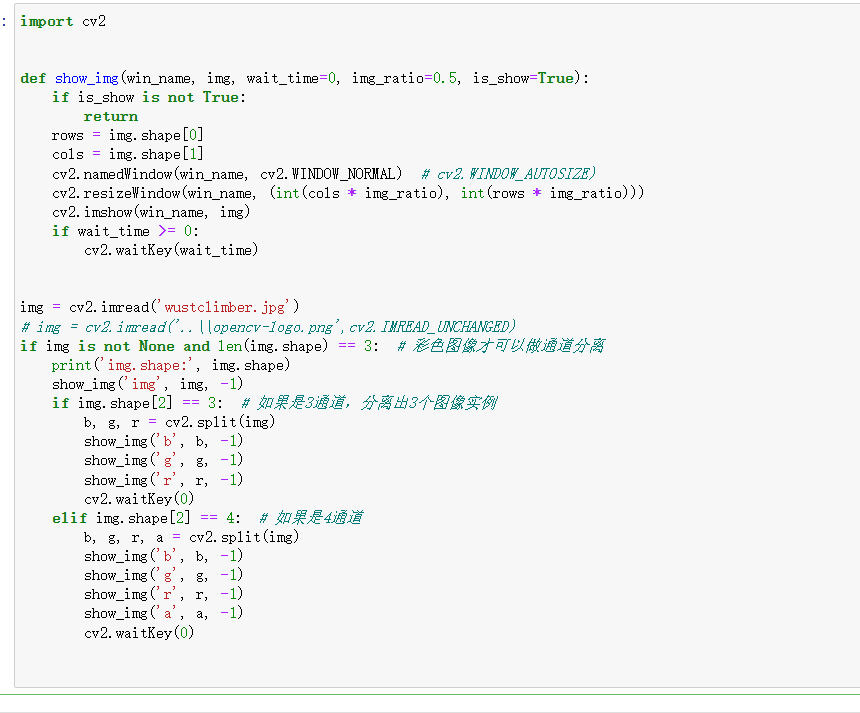 :
import cv2
def show_img(win_name, img, wait_time=0, img_ratio=0.5, is_show=True):
    if is_show is not True:
        return
    rows = img.shape[0]
    cols = img.shape[1]
    cv2.namedWindow(win_name, cv2.WINDOW_NORMAL)  # cv2.WINDOW_AUTOSIZE)
    cv2.resizeWindow(win_name, (int(cols * img_ratio), int(rows * img_ratio)))
    cv2.imshow(win_name, img)
    if wait_time >= 0:
        cv2.waitKey(wait_time)
img = cv2.imread('wustclimber.jpg')
# img = cv2.imread('..\\opencv-logo.png',cv2.IMREAD_UNCHANGED)
if img is not None and len(img.shape) == 3:  # 彩色图像才可以做通道分离
    print('img.shape:', img.shape)
    show_img('img', img, -1)
    if img.shape[2] == 3:  # 如果是3通道，分离出3个图像实例
        b, g, r = cv2.split(img)
        show_img('b', b, -1)
        show_img('g', g, -1)
        show_img('r', r, -1)
        cv2.waitKey(0)
    elif img.shape[2] == 4:  # 如果是4通道
        b, g, r, a = cv2.split(img)
        show_img('b', b, -1)
        show_img('g', g, -1)
        show_img('r', r, -1)
        show_img('a', a, -1)
        cv2.waitKey(0)